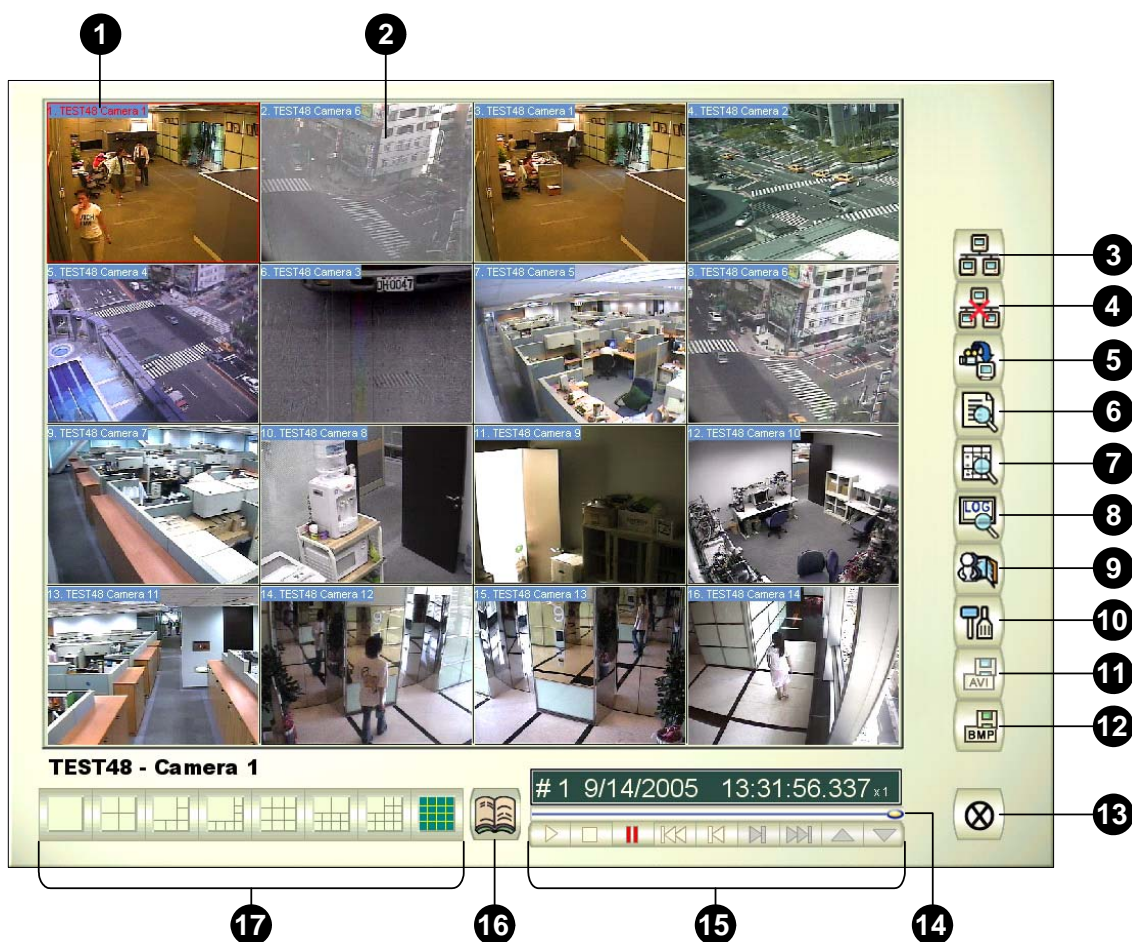 1
2
1. TEST48 Camera 1
2. TEST48 Camera 6
3. TEST48 Camera 1
4. TEST48 Camera 2
3
5. TEST48 Camera 4
6. TEST48 Camera 3
7. TEST48 Camera 5
8. TEST48 Camera 6
DH0047
4
5
6
9. TEST48 Camera 7
10. TEST48 Camera 8
11. TEST48 Camera 9
12. TEST48 Camera 10
7
LOG
8
9
13. TEST48 Camera 11
14. TEST48 Camera 12
15. TEST48 Camera 13
16. TEST48 Camera 14
10
AVI
11
BMP
12
TEST48 - Camera 1
# 1 9/14/2005 13:31:56.337 x1
13
17
16
15
14